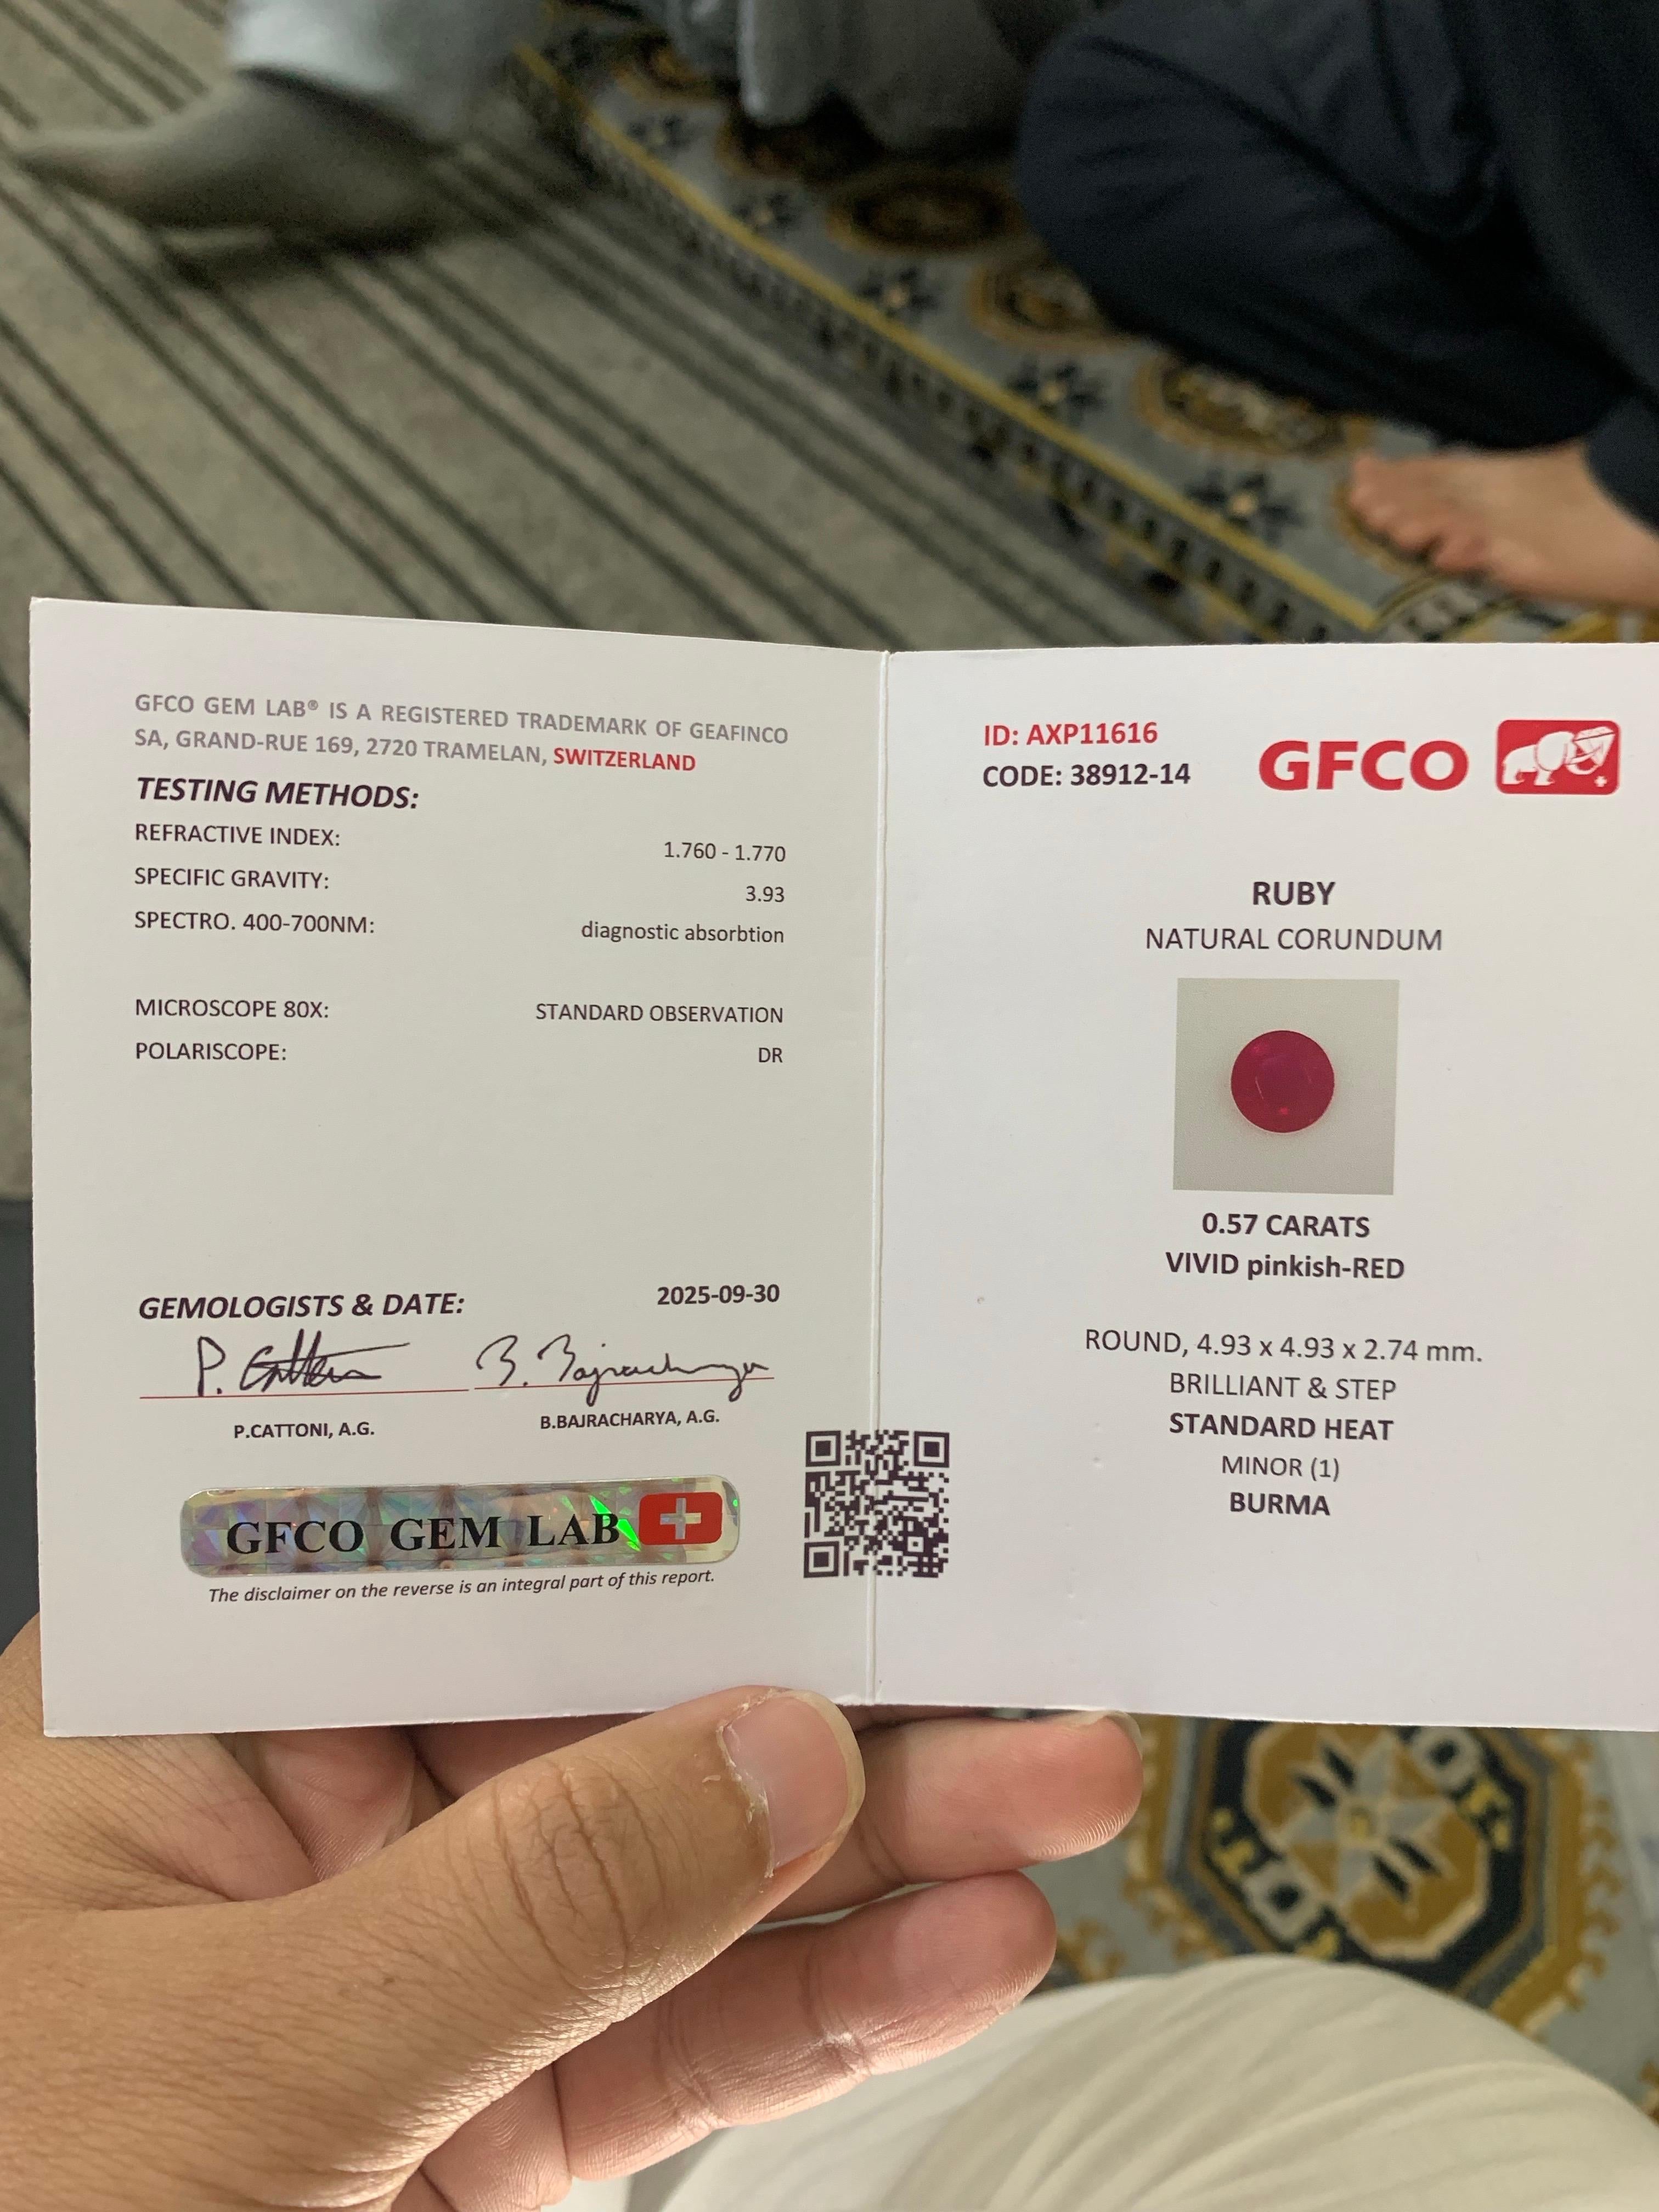 GFCO GEM LAB® IS A REGISTERED TRADEMARK OF GEAFINCO
SA, GRAND-RUE 169, 2720 TRAMELAN, SWITZERLAND
TESTING METHODS:
REFRACTIVE INDEX: 1.760 - 1.770
SPECIFIC GRAVITY: 3.93
SPECTRO. 400-700NM: diagnostic absorbtion
MICROSCOPE 80X: STANDARD OBSERVATION
POLARISCOPE: DR
GEMOLOGISTS & DATE: 2025-09-30
P. Cattoni B. Bajracharya
P.CATTONI, A.G. B.BAJRACHARYA, A.G.
GFCO GEM LAB
The disclaimer on the reverse is an integral part of this report.
ID: AXP11616
CODE: 38912-14
GFCO
RUBY
NATURAL CORUNDUM
0.57 CARATS
VIVID pinkish-RED
ROUND, 4.93 x 4.93 x 2.74 mm.
BRILLIANT & STEP
STANDARD HEAT
MINOR (1)
BURMA